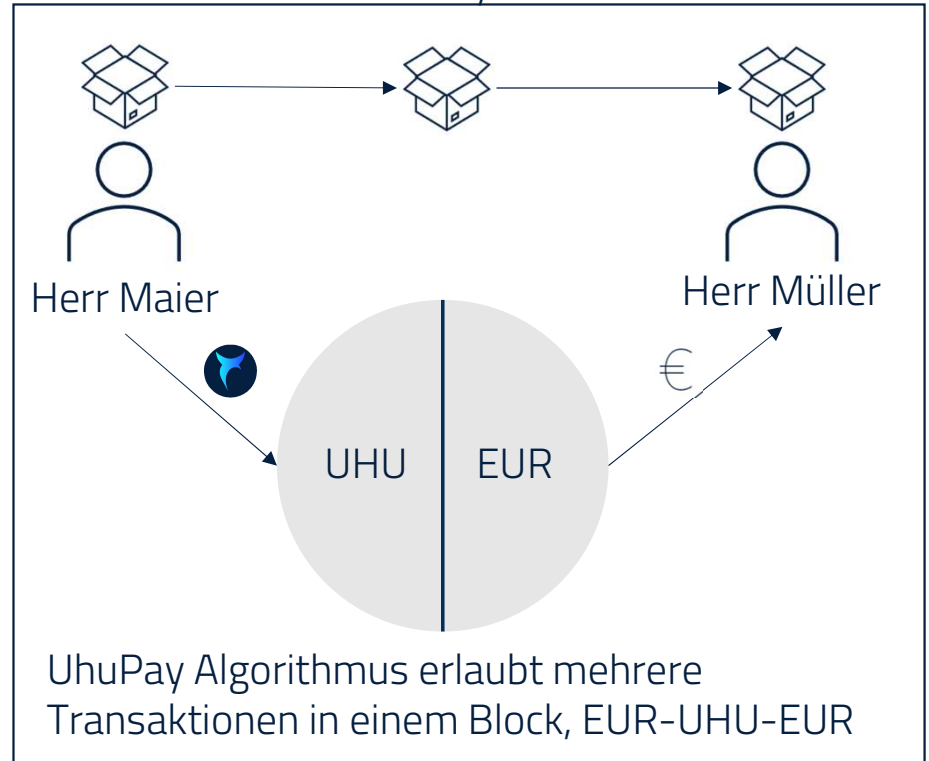 Herr Maier
Herr Müller
€
UHU
EUR
UhuPay Algorithmus erlaubt mehrere
Transaktionen in einem Block, EUR-UHU-EUR